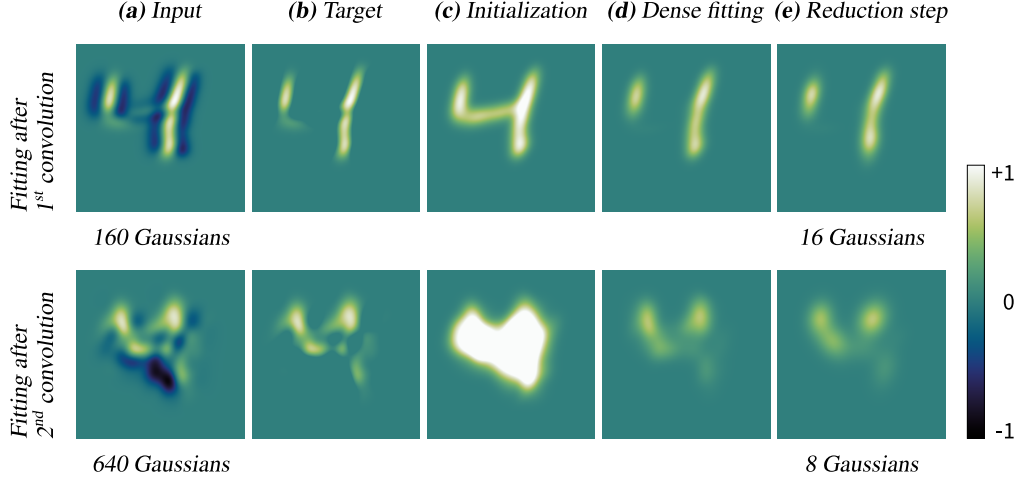 (a) Input (b) Target (c) Initialization (d) Dense fitting (e) Reduction step
Fitting after
1st convolution
160 Gaussians 16 Gaussians
+1
0
-1
Fitting after
2nd convolution
640 Gaussians 8 Gaussians